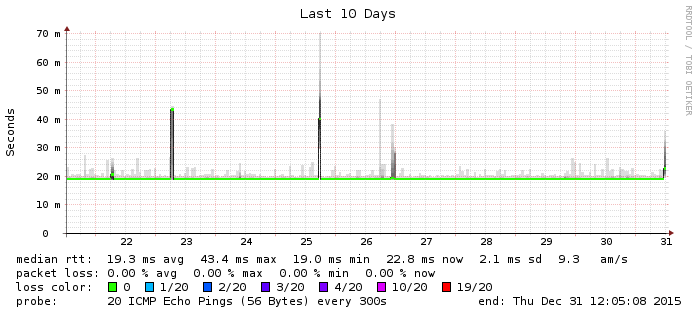 Last 10 Days
RRDTOOL / TOBI OETIKER
Seconds
70 m
60 m
50 m
40 m
30 m
20 m
10 m
0
22 23 24 25 26 27 28 29 30 31
median rtt: 19.3 ms avg 43.4 ms max 19.0 ms min 22.8 ms now 2.1 ms sd 9.3 am/s
packet loss: 0.00 % avg 0.00 % max 0.00 % min 0.00 % now
loss color: 0 1/20 2/20 3/20 4/20 10/20 19/20
probe: 20 ICMP Echo Pings (56 Bytes) every 300s end: Thu Dec 31 12:05:08 2015